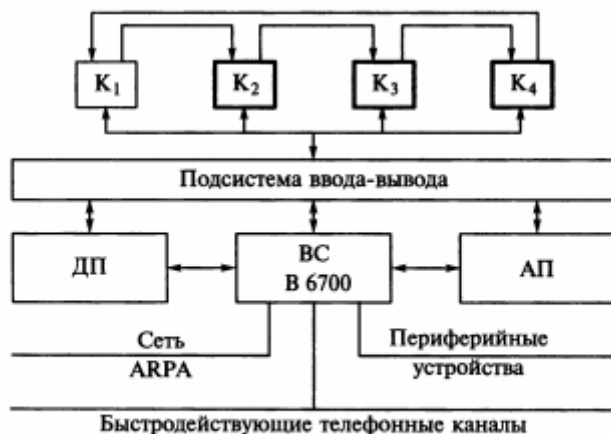 K₁ K₂ K₃ K₄
Подсистема ввода-вывода
ДП ВС АП
В 6700
Сеть Периферийные
ARPA устройства
Быстродействующие телефонные каналы